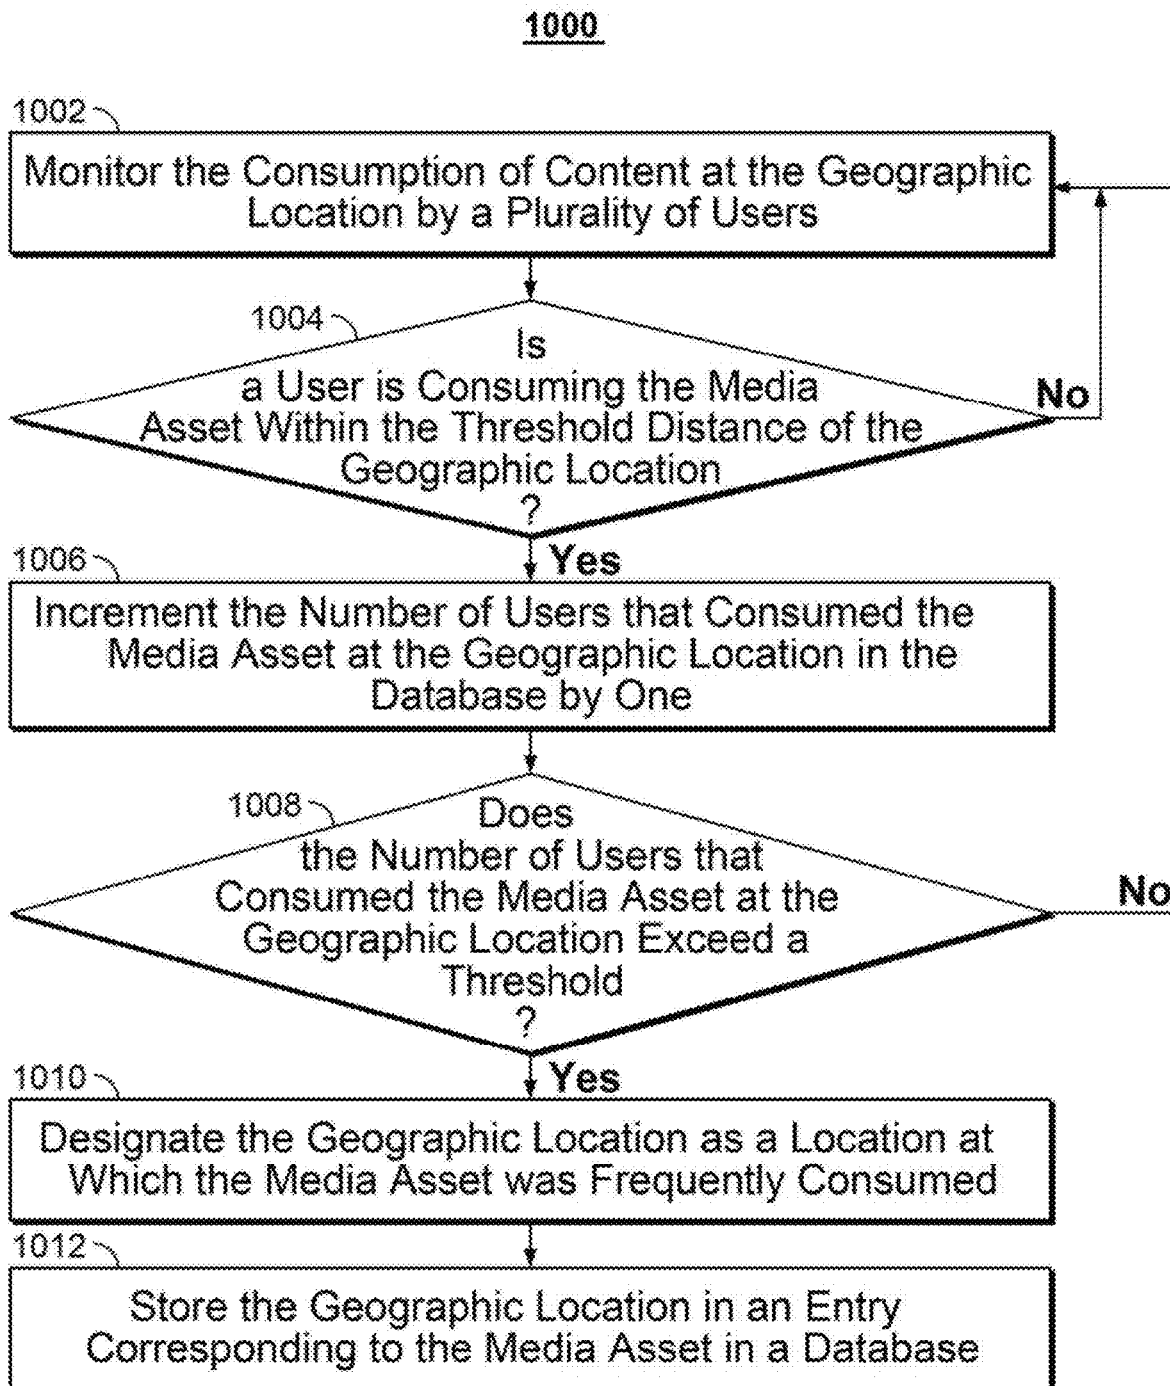 1000
1002
Monitor the Consumption of Content at the Geographic
Location by a Plurality of Users
1004
Is
a User is Consuming the Media
Asset Within the Threshold Distance of the
Geographic Location
?
No
Yes
1006
Increment the Number of Users that Consumed the
Media Asset at the Geographic Location in the
Database by One
1008
Does
the Number of Users that
Consumed the Media Asset at the
Geographic Location Exceed a
Threshold
?
No
Yes
1010
Designate the Geographic Location as a Location at
Which the Media Asset was Frequently Consumed
1012
Store the Geographic Location in an Entry
Corresponding to the Media Asset in a Database